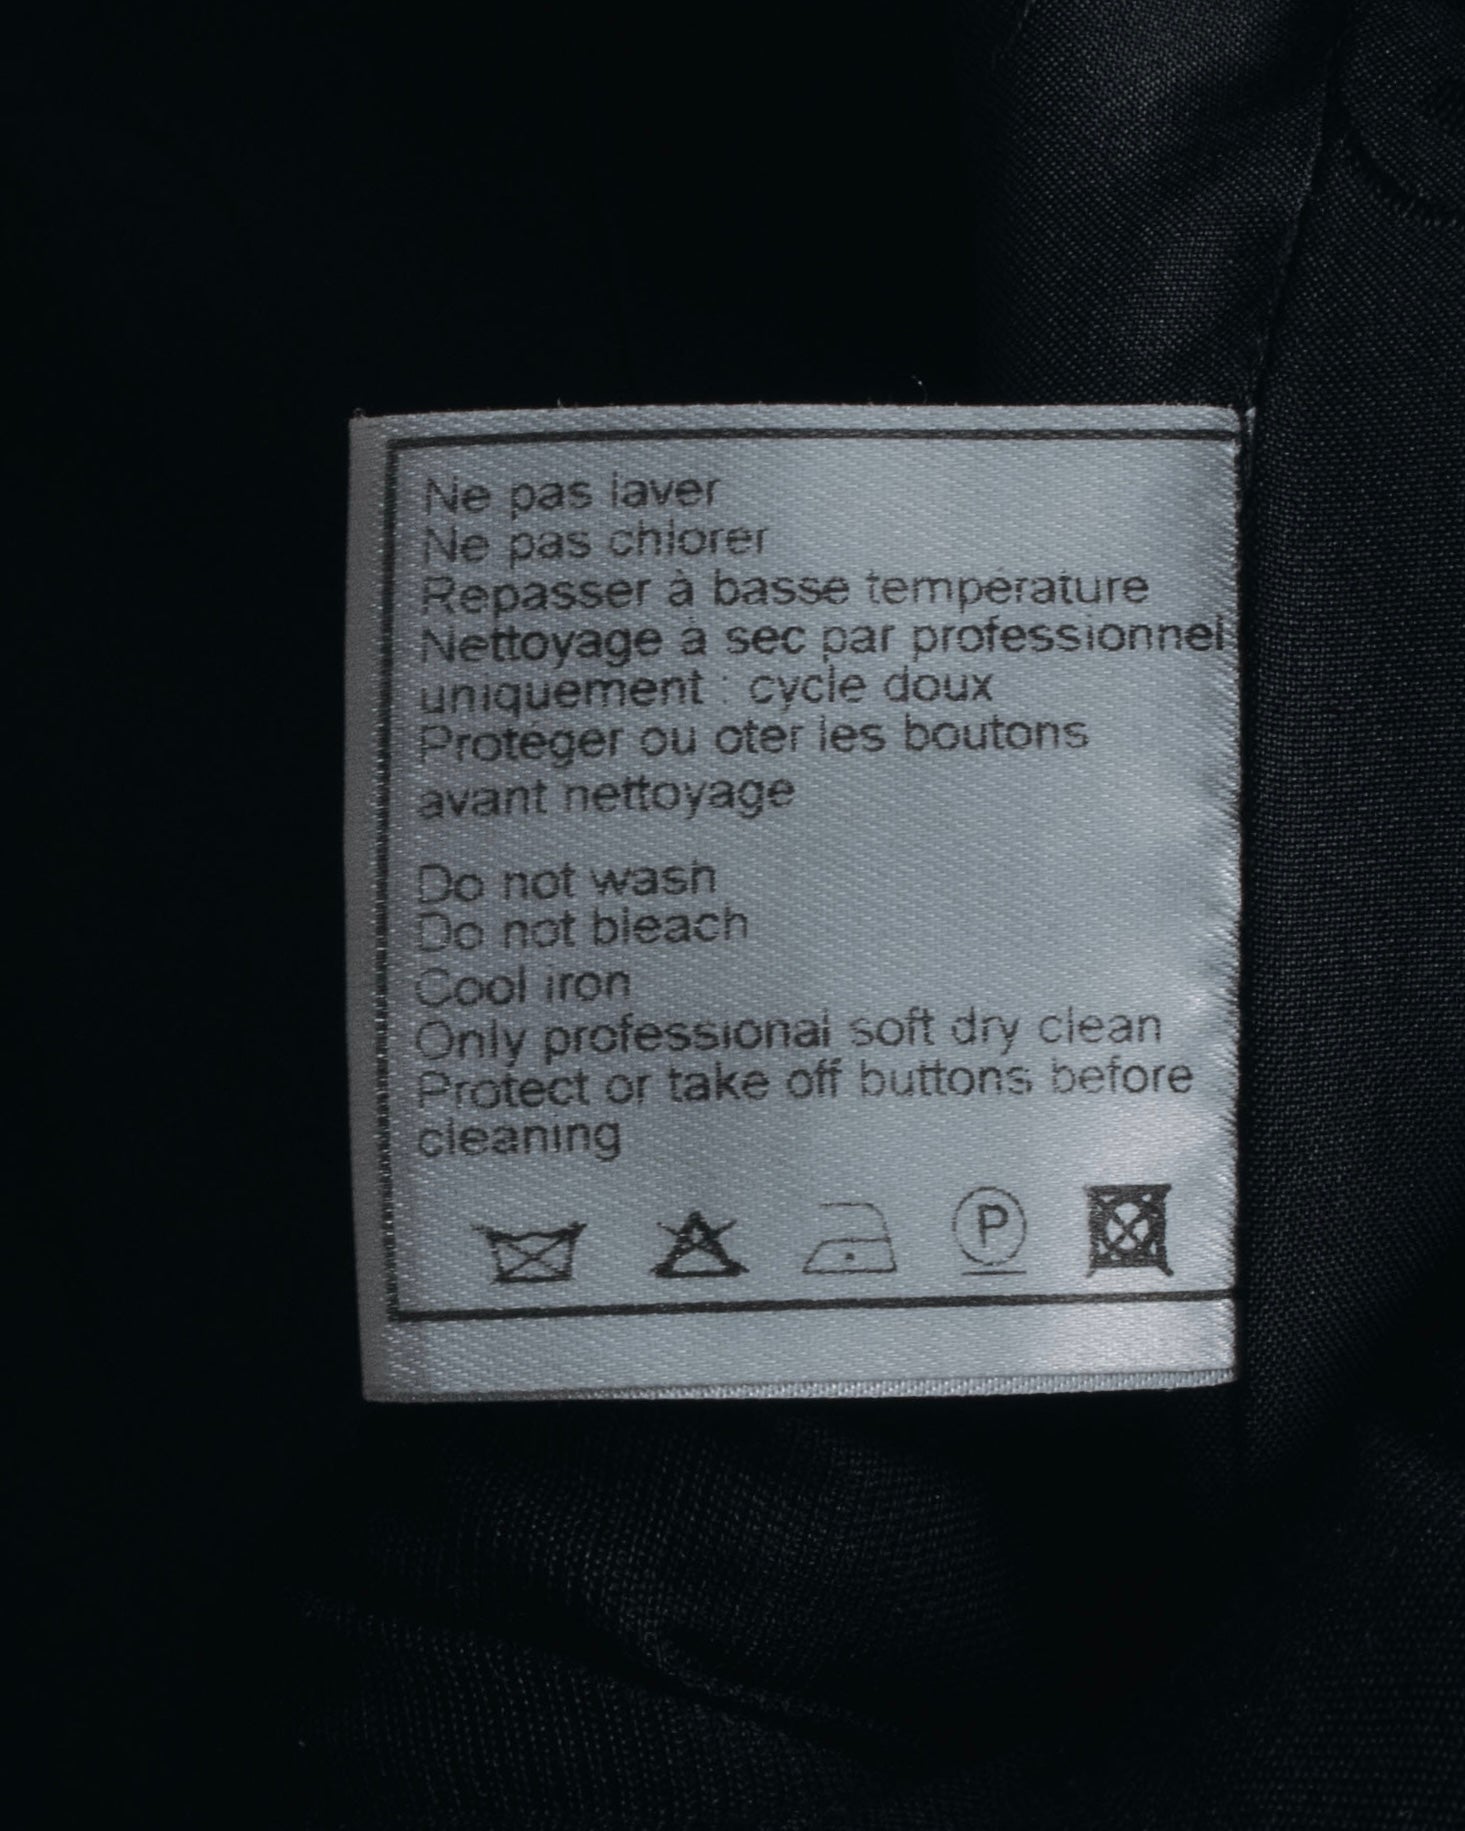 Ne pas laver
Ne pas chlorer
Repasser à basse température
Nettoyage à sec par professionnel
uniquement : cycle doux
Protéger ou oter les boutons
avant nettoyage
Do not wash
Do not bleach
Cool iron
Only professional soft dry clean
Protect or take off buttons before
cleaning
P